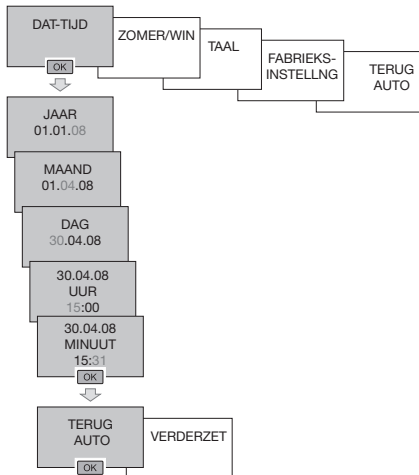 DAT-TIJD
ZOMER/WIN
TAAL
FABRIEKS-
INSTELLNG
TERUG
AUTO
OK
JAAR
01.01.08
MAAND
01.04.08
DAG
30.04.08
30.04.08
UUR
15:00
30.04.08
MINUUT
15:31
OK
TERUG
AUTO
VERDERZET
OK